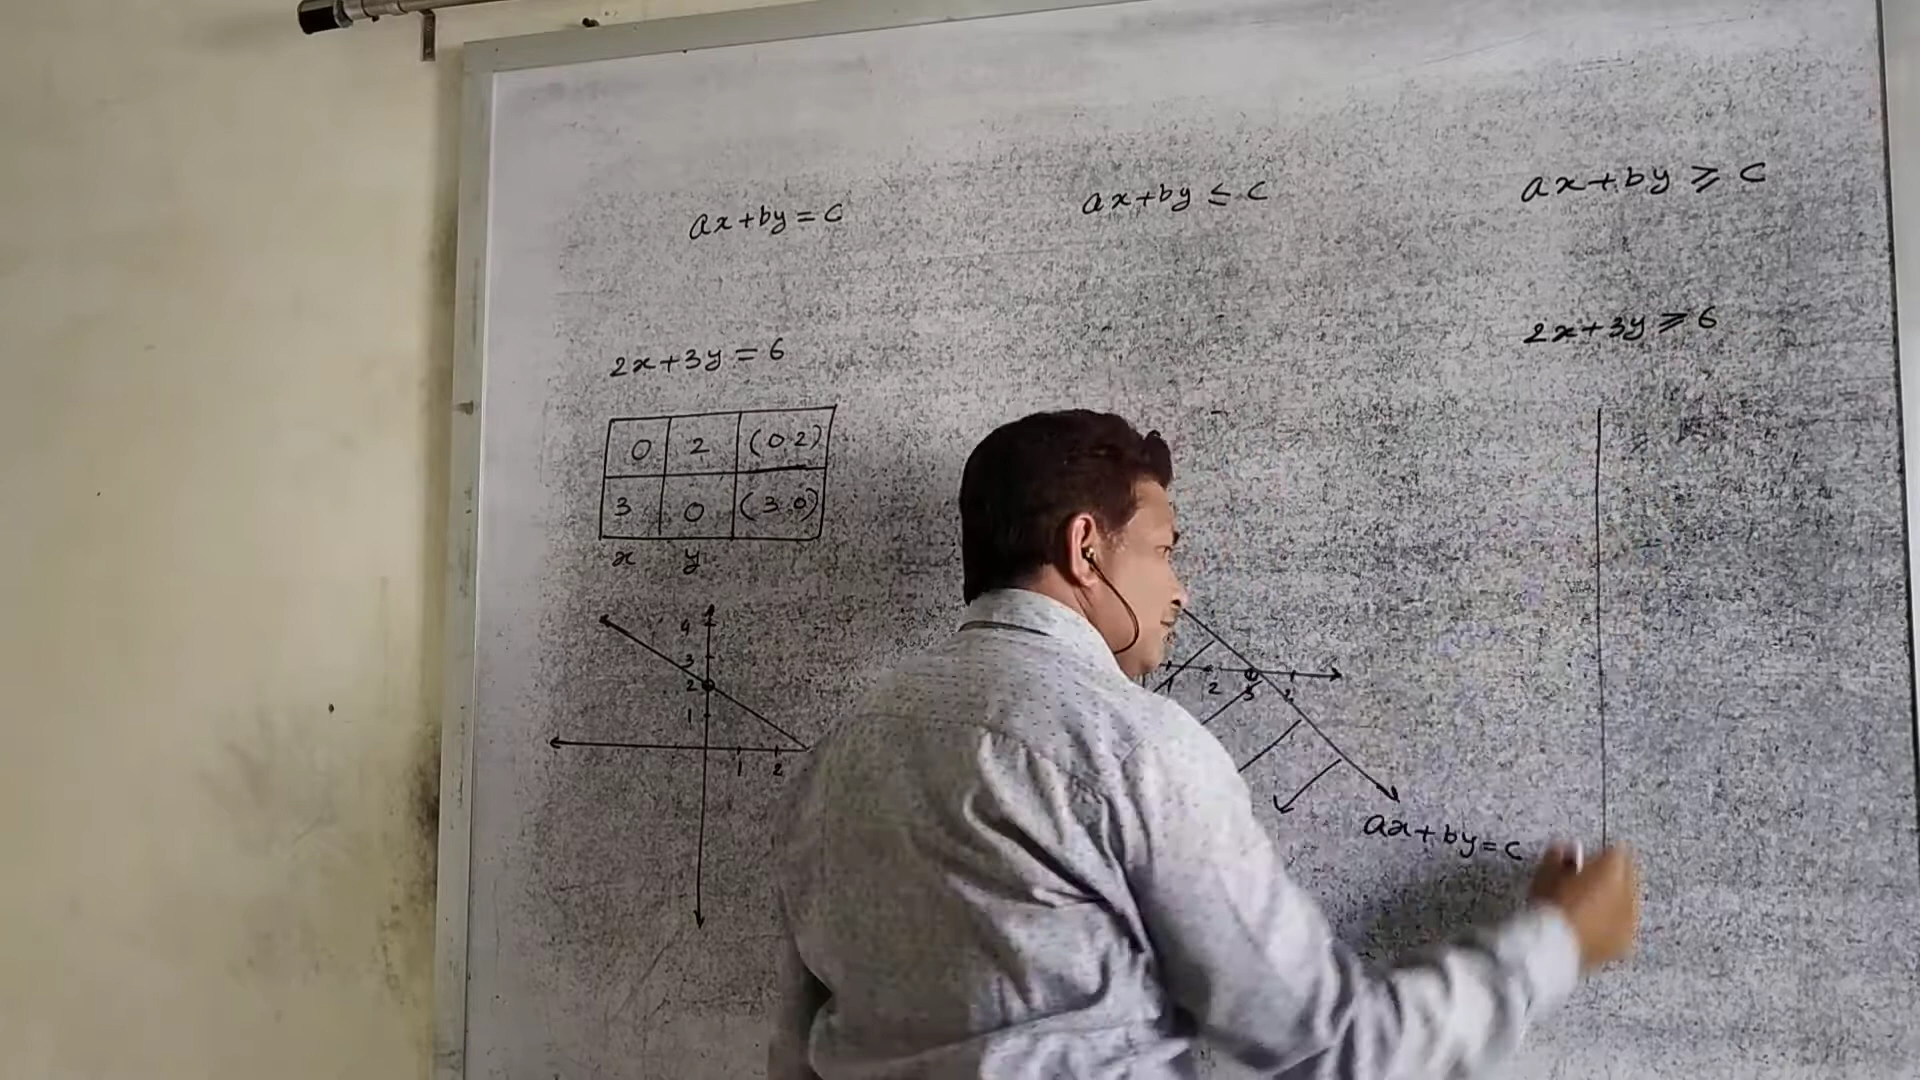 ax+by=c
ax+by ≤ c
ax+by ⩾ c
2x+3y=6
2x+3y ⩾ 6
0 2 (0 2)
3 0 (3 0)
x y
4
3
2
1
1 2
1 2 3
ax+by=c